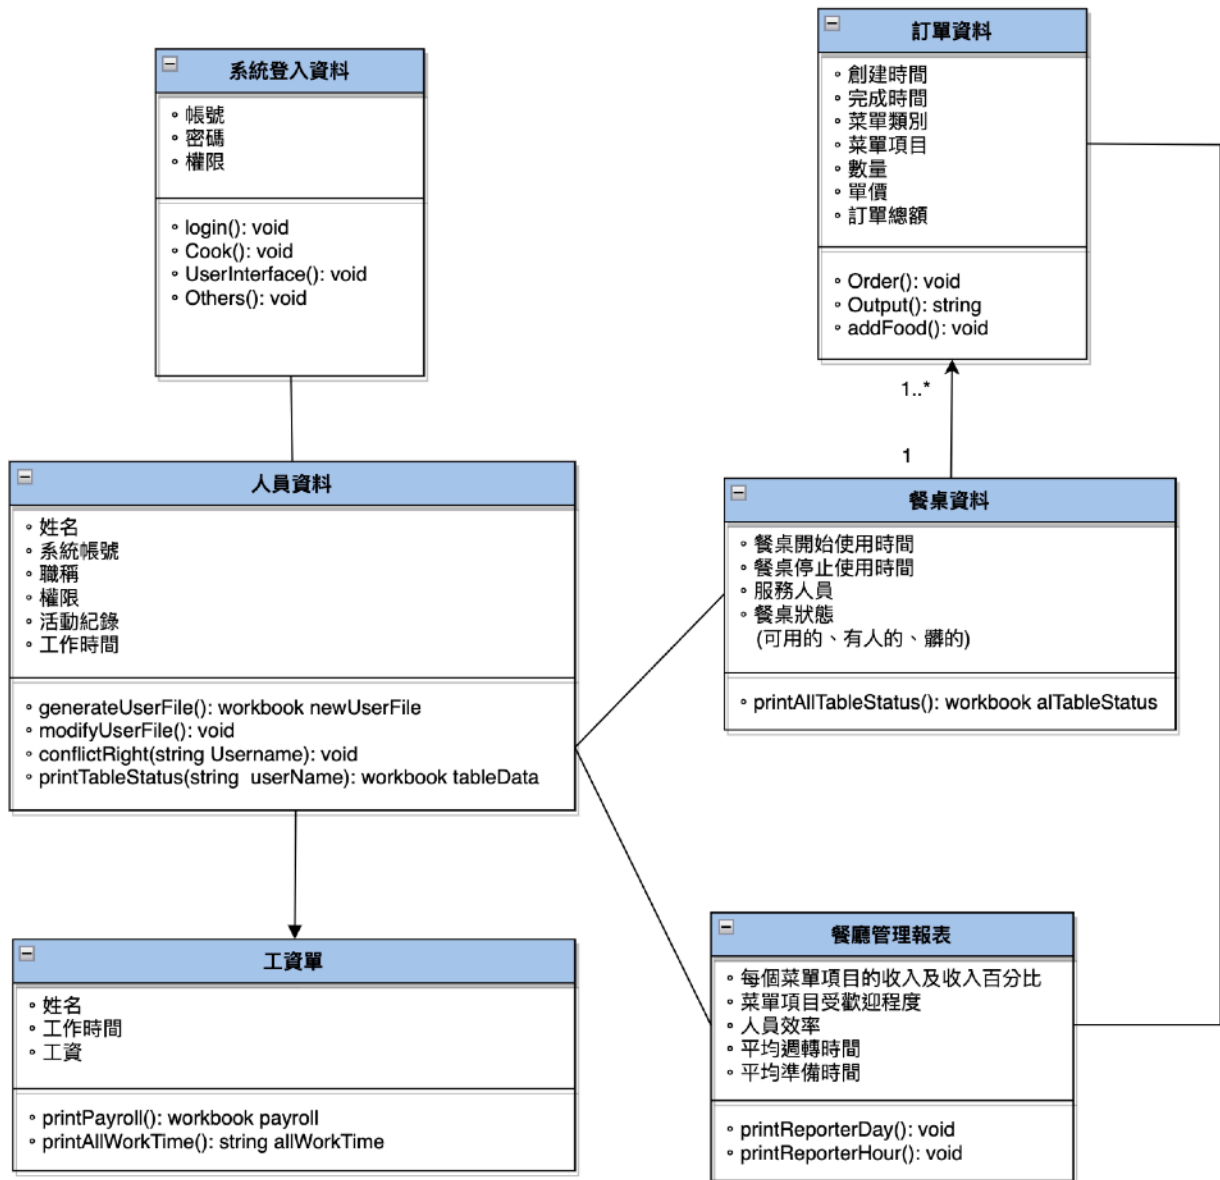 系統登入資料
帳號
密碼
權限
login(): void
Cook(): void
UserInterface(): void
Others(): void
訂單資料
創建時間
完成時間
菜單類別
菜單項目
數量
單價
訂單總額
Order(): void
Output(): string
addFood(): void
1..*
1
人員資料
姓名
系統帳號
職稱
權限
活動紀錄
工作時間
generateUserFile(): workbook newUserFile
modifyUserFile(): void
conflictRight(string Username): void
printTableStatus(string userName): workbook tableData
餐桌資料
餐桌開始使用時間
餐桌停止使用時間
服務人員
餐桌狀態
(可用的、有人的、髒的)
printAllTableStatus(): workbook alTableStatus
工資單
姓名
工作時間
工資
printPayroll(): workbook payroll
printAllWorkTime(): string allWorkTime
餐廳管理報表
每個菜單項目的收入及收入百分比
菜單項目受歡迎程度
人員效率
平均週轉時間
平均準備時間
printReporterDay(): void
printReporterHour(): void